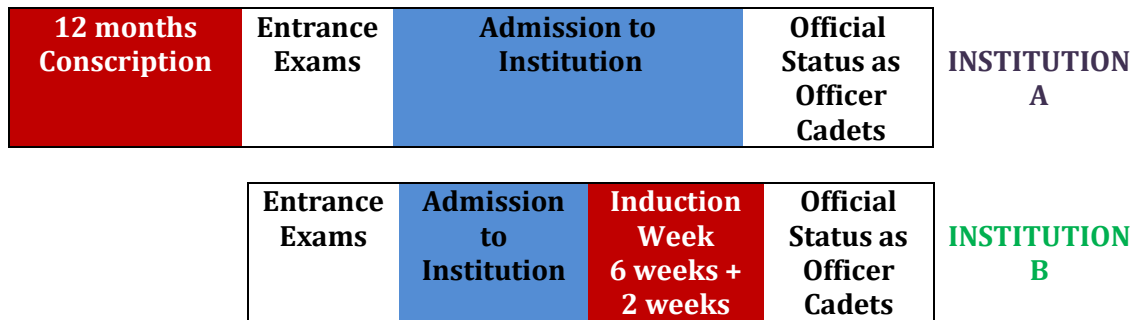 12 months
Conscription
Entrance
Exams
Admission to
Institution
Official
Status as
Officer
Cadets
INSTITUTION
A
Entrance
Exams
Admission
to
Institution
Induction
Week
6 weeks +
2 weeks
Official
Status as
Officer
Cadets
INSTITUTION
B